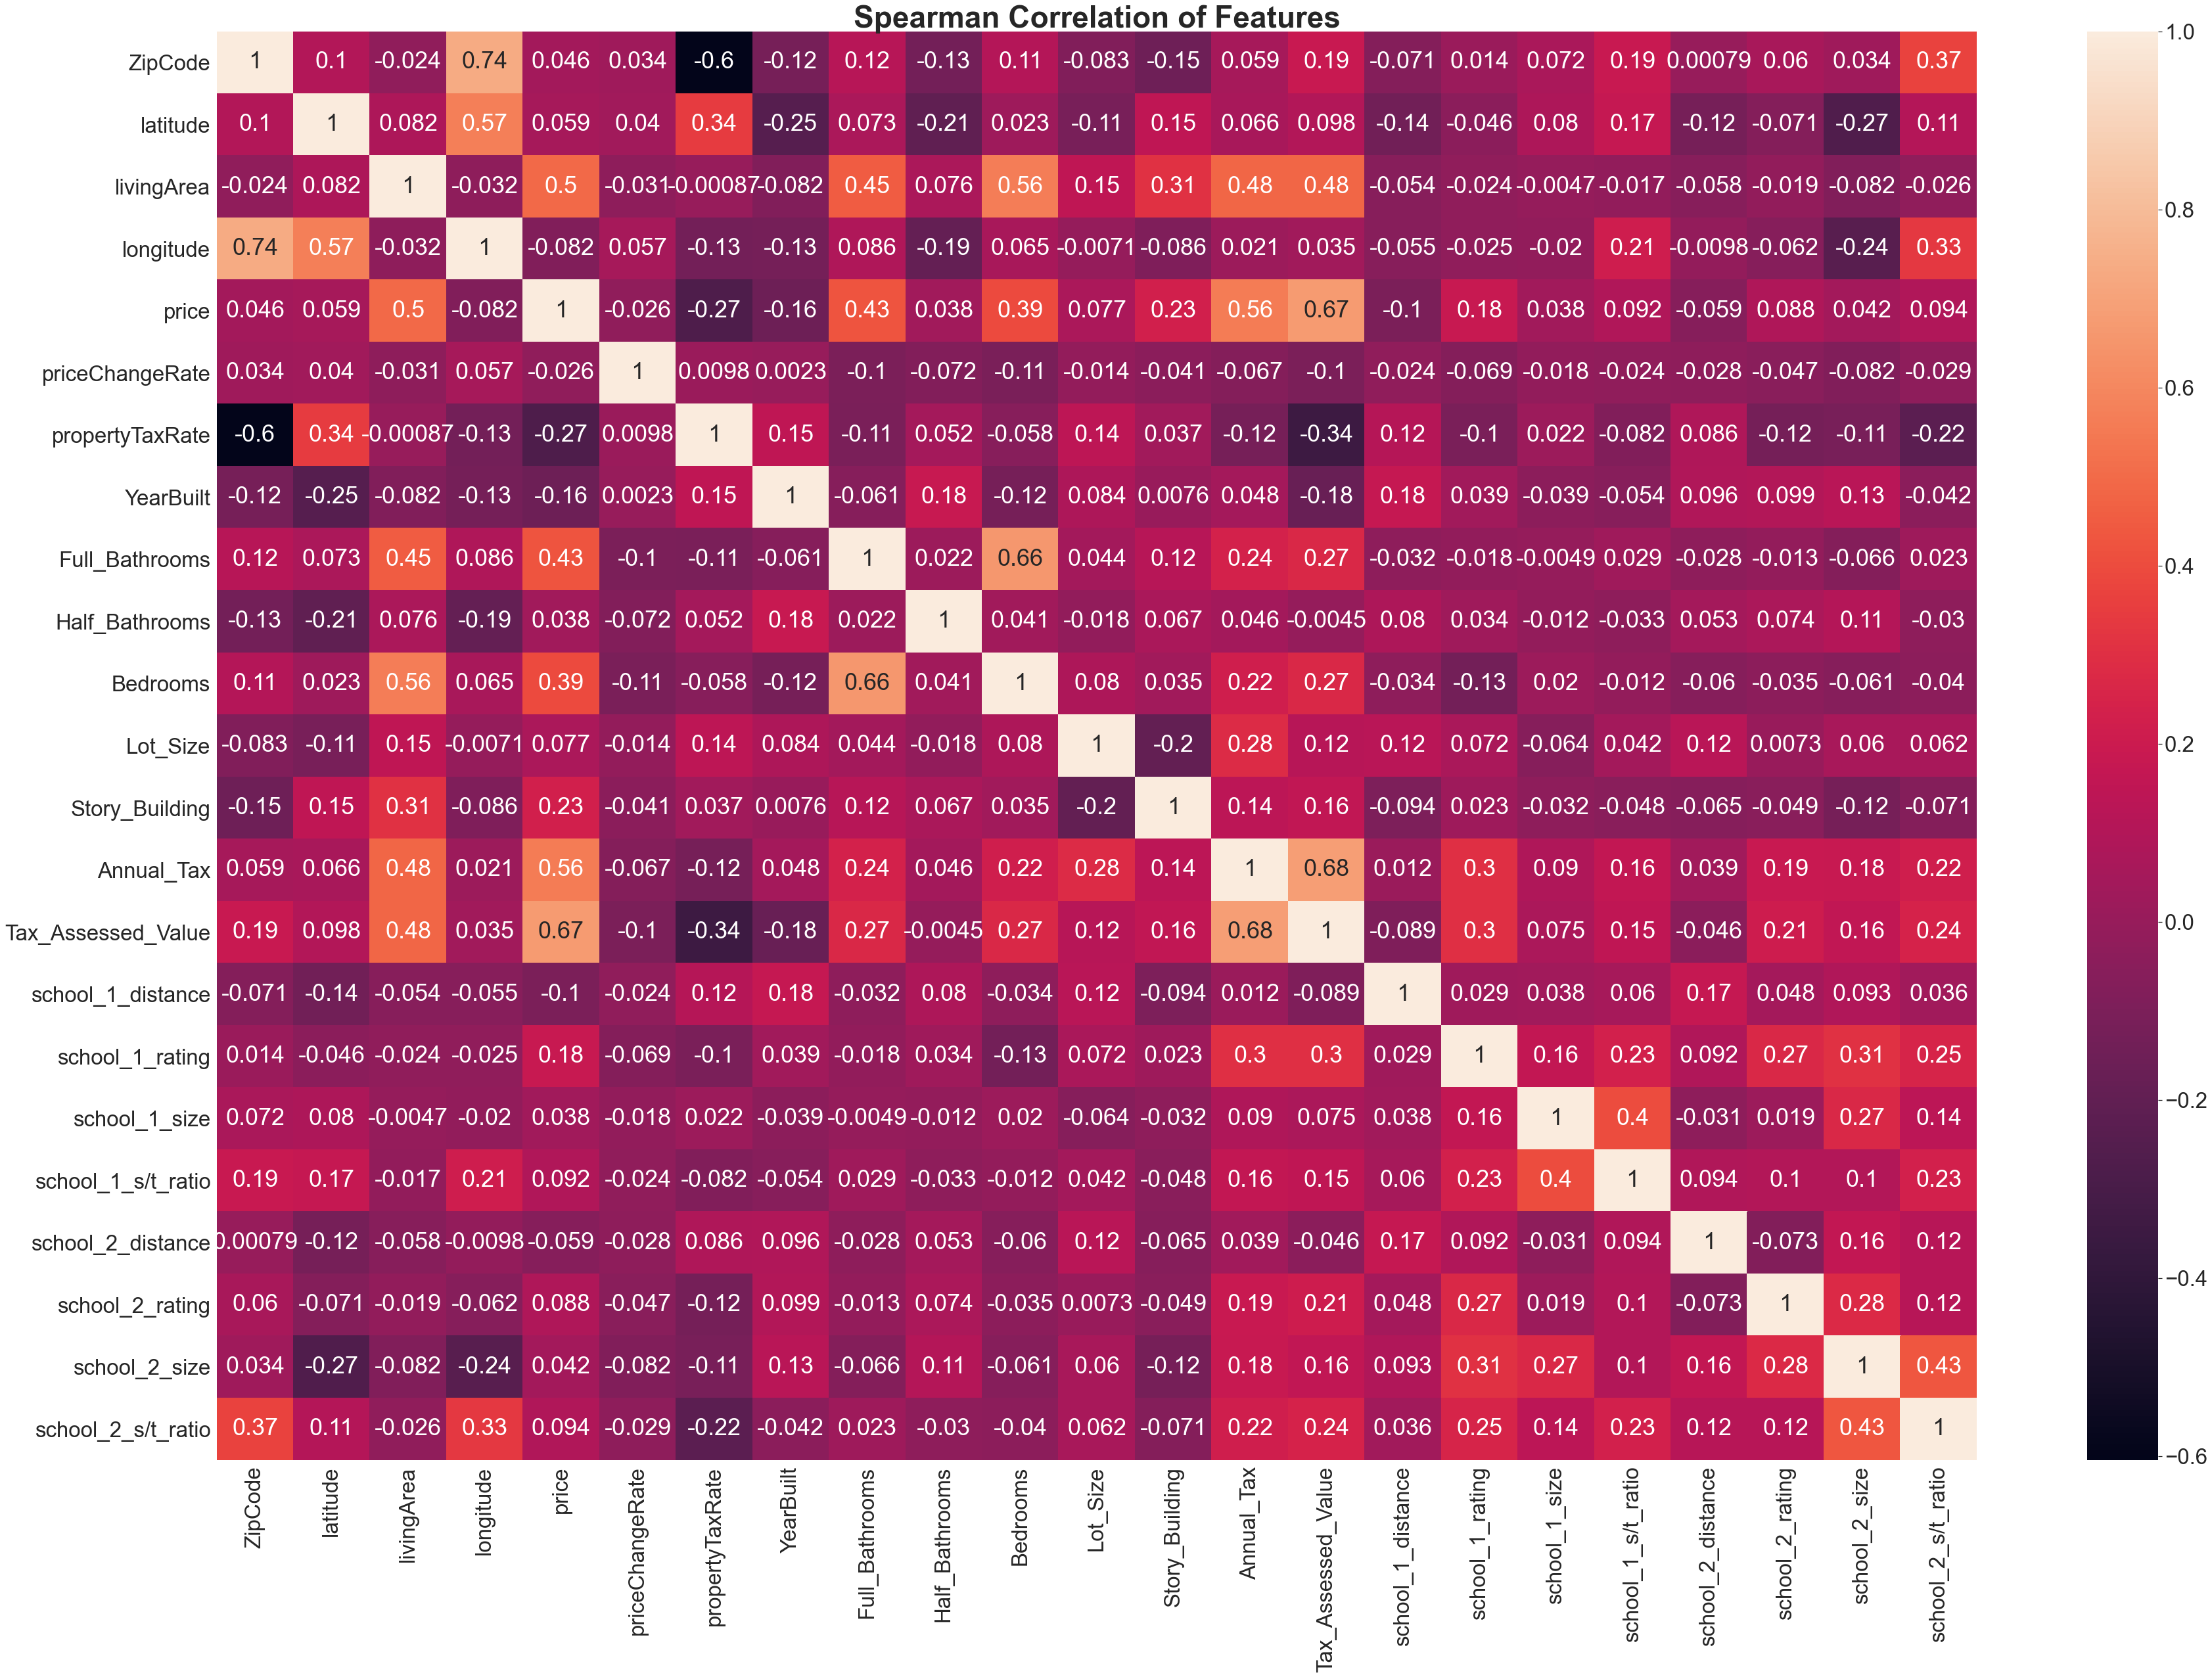 Spearman Correlation of Features
ZipCode 1 0.1 -0.024 0.74 0.046 0.034 -0.6 -0.12 0.12 -0.13 0.11 -0.083 -0.15 0.059 0.19 -0.071 0.014 0.072 0.19 0.00079 0.06 0.034 0.37
latitude 0.1 1 0.082 0.57 0.059 0.04 0.34 -0.25 0.073 -0.21 0.023 -0.11 0.15 0.066 0.098 -0.14 -0.046 0.08 0.17 -0.12 -0.071 -0.27 0.11
livingArea -0.024 0.082 1 -0.032 0.5 -0.031 -0.00087 -0.082 0.45 0.076 0.56 0.15 0.31 0.48 0.48 -0.054 -0.024 -0.0047 -0.017 -0.058 -0.019 -0.082 -0.026
longitude 0.74 0.57 -0.032 1 -0.082 0.057 -0.13 -0.13 0.086 -0.19 0.065 -0.0071 -0.086 0.021 0.035 -0.055 -0.025 -0.02 0.21 -0.0098 -0.062 -0.24 0.33
price 0.046 0.059 0.5 -0.082 1 -0.026 -0.27 -0.16 0.43 0.038 0.39 0.077 0.23 0.56 0.67 -0.1 0.18 0.038 0.092 -0.059 0.088 0.042 0.094
priceChangeRate 0.034 0.04 -0.031 0.057 -0.026 1 0.0098 0.0023 -0.1 -0.072 -0.11 -0.014 -0.041 -0.067 -0.1 -0.024 -0.069 -0.018 -0.024 -0.028 -0.047 -0.082 -0.029
propertyTaxRate -0.6 0.34 -0.00087 -0.13 -0.27 0.0098 1 0.15 -0.11 0.052 -0.058 0.14 0.037 -0.12 -0.34 0.12 -0.1 0.022 -0.082 0.086 -0.12 -0.11 -0.22
YearBuilt -0.12 -0.25 -0.082 -0.13 -0.16 0.0023 0.15 1 -0.061 0.18 -0.12 0.084 0.0076 0.048 -0.18 0.18 0.039 -0.039 -0.054 0.096 0.099 0.13 -0.042
Full_Bathrooms 0.12 0.073 0.45 0.086 0.43 -0.1 -0.11 -0.061 1 0.022 0.66 0.044 0.12 0.24 0.27 -0.032 -0.018 -0.0049 0.029 -0.028 -0.013 -0.066 0.023
Half_Bathrooms -0.13 -0.21 0.076 -0.19 0.038 -0.072 0.052 0.18 0.022 1 0.041 -0.018 0.067 0.046 -0.0045 0.08 0.034 -0.012 -0.033 0.053 0.074 0.11 -0.03
Bedrooms 0.11 0.023 0.56 0.065 0.39 -0.11 -0.058 -0.12 0.66 0.041 1 0.08 0.035 0.22 0.27 -0.034 -0.13 0.02 -0.012 -0.06 -0.035 -0.061 -0.04
Lot_Size -0.083 -0.11 0.15 -0.0071 0.077 -0.014 0.14 0.084 0.044 -0.018 0.08 1 -0.2 0.28 0.12 0.12 0.072 -0.064 0.042 0.12 0.0073 0.06 0.062
Story_Building -0.15 0.15 0.31 -0.086 0.23 -0.041 0.037 0.0076 0.12 0.067 0.035 -0.2 1 0.14 0.16 -0.094 0.023 -0.032 -0.048 -0.065 -0.049 -0.12 -0.071
Annual_Tax 0.059 0.066 0.48 0.021 0.56 -0.067 -0.12 0.048 0.24 0.046 0.22 0.28 0.14 1 0.68 0.012 0.3 0.09 0.16 0.039 0.19 0.18 0.22
Tax_Assessed_Value 0.19 0.098 0.48 0.035 0.67 -0.1 -0.34 -0.18 0.27 -0.0045 0.27 0.12 0.16 0.68 1 -0.089 0.3 0.075 0.15 -0.046 0.21 0.16 0.24
school_1_distance -0.071 -0.14 -0.054 -0.055 -0.1 -0.024 0.12 0.18 -0.032 0.08 -0.034 0.12 -0.094 0.012 -0.089 1 0.029 0.038 0.06 0.17 0.048 0.093 0.036
school_1_rating 0.014 -0.046 -0.024 -0.025 0.18 -0.069 -0.1 0.039 -0.018 0.034 -0.13 0.072 0.023 0.3 0.3 0.029 1 0.16 0.23 0.092 0.27 0.31 0.25
school_1_size 0.072 0.08 -0.0047 -0.02 0.038 -0.018 0.022 -0.039 -0.0049 -0.012 0.02 -0.064 -0.032 0.09 0.075 0.038 0.16 1 0.4 -0.031 0.019 0.27 0.14
school_1_s/t_ratio 0.19 0.17 -0.017 0.21 0.092 -0.024 -0.082 -0.054 0.029 -0.033 -0.012 0.042 -0.048 0.16 0.15 0.06 0.23 0.4 1 0.094 0.1 0.1 0.23
school_2_distance 0.00079 -0.12 -0.058 -0.0098 -0.059 -0.028 0.086 0.096 -0.028 0.053 -0.06 0.12 -0.065 0.039 -0.046 0.17 0.092 -0.031 0.094 1 -0.073 0.16 0.12
school_2_rating 0.06 -0.071 -0.019 -0.062 0.088 -0.047 -0.12 0.099 -0.013 0.074 -0.035 0.0073 -0.049 0.19 0.21 0.048 0.27 0.019 0.1 -0.073 1 0.28 0.12
school_2_size 0.034 -0.27 -0.082 -0.24 0.042 -0.082 -0.11 0.13 -0.066 0.11 -0.061 0.06 -0.12 0.18 0.16 0.093 0.31 0.27 0.1 0.16 0.28 1 0.43
school_2_s/t_ratio 0.37 0.11 -0.026 0.33 0.094 -0.029 -0.22 -0.042 0.023 -0.03 -0.04 0.062 -0.071 0.22 0.24 0.036 0.25 0.14 0.23 0.12 0.12 0.43 1
ZipCode
latitude
livingArea
longitude
price
priceChangeRate
propertyTaxRate
YearBuilt
Full_Bathrooms
Half_Bathrooms
Bedrooms
Lot_Size
Story_Building
Annual_Tax
Tax_Assessed_Value
school_1_distance
school_1_rating
school_1_size
school_1_s/t_ratio
school_2_distance
school_2_rating
school_2_size
school_2_s/t_ratio
1.0
0.8
0.6
0.4
0.2
0.0
−0.2
−0.4
−0.6